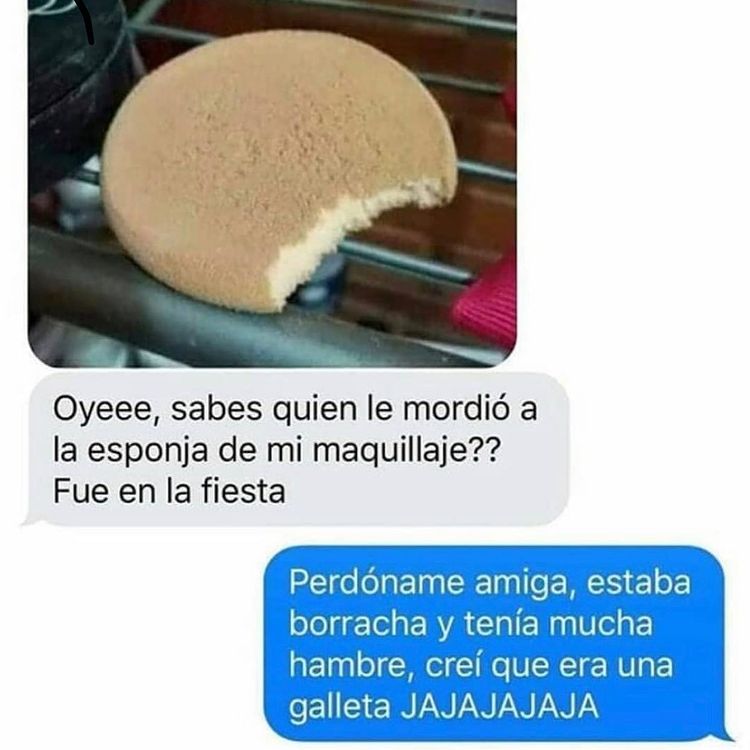 Oyeee, sabes quien le mordió a
la esponja de mi maquillaje??
Fue en la fiesta
Perdóname amiga, estaba
borracha y tenía mucha
hambre, creí que era una
galleta JAJAJAJAJA